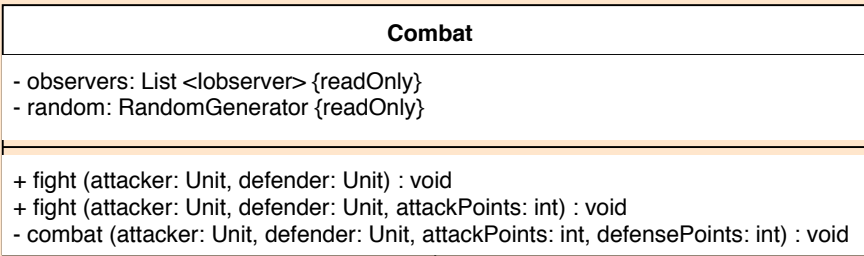 Combat
- observers: List <Iobserver> {readOnly}
- random: RandomGenerator {readOnly}
+ fight (attacker: Unit, defender: Unit) : void
+ fight (attacker: Unit, defender: Unit, attackPoints: int) : void
- combat (attacker: Unit, defender: Unit, attackPoints: int, defensePoints: int) : void